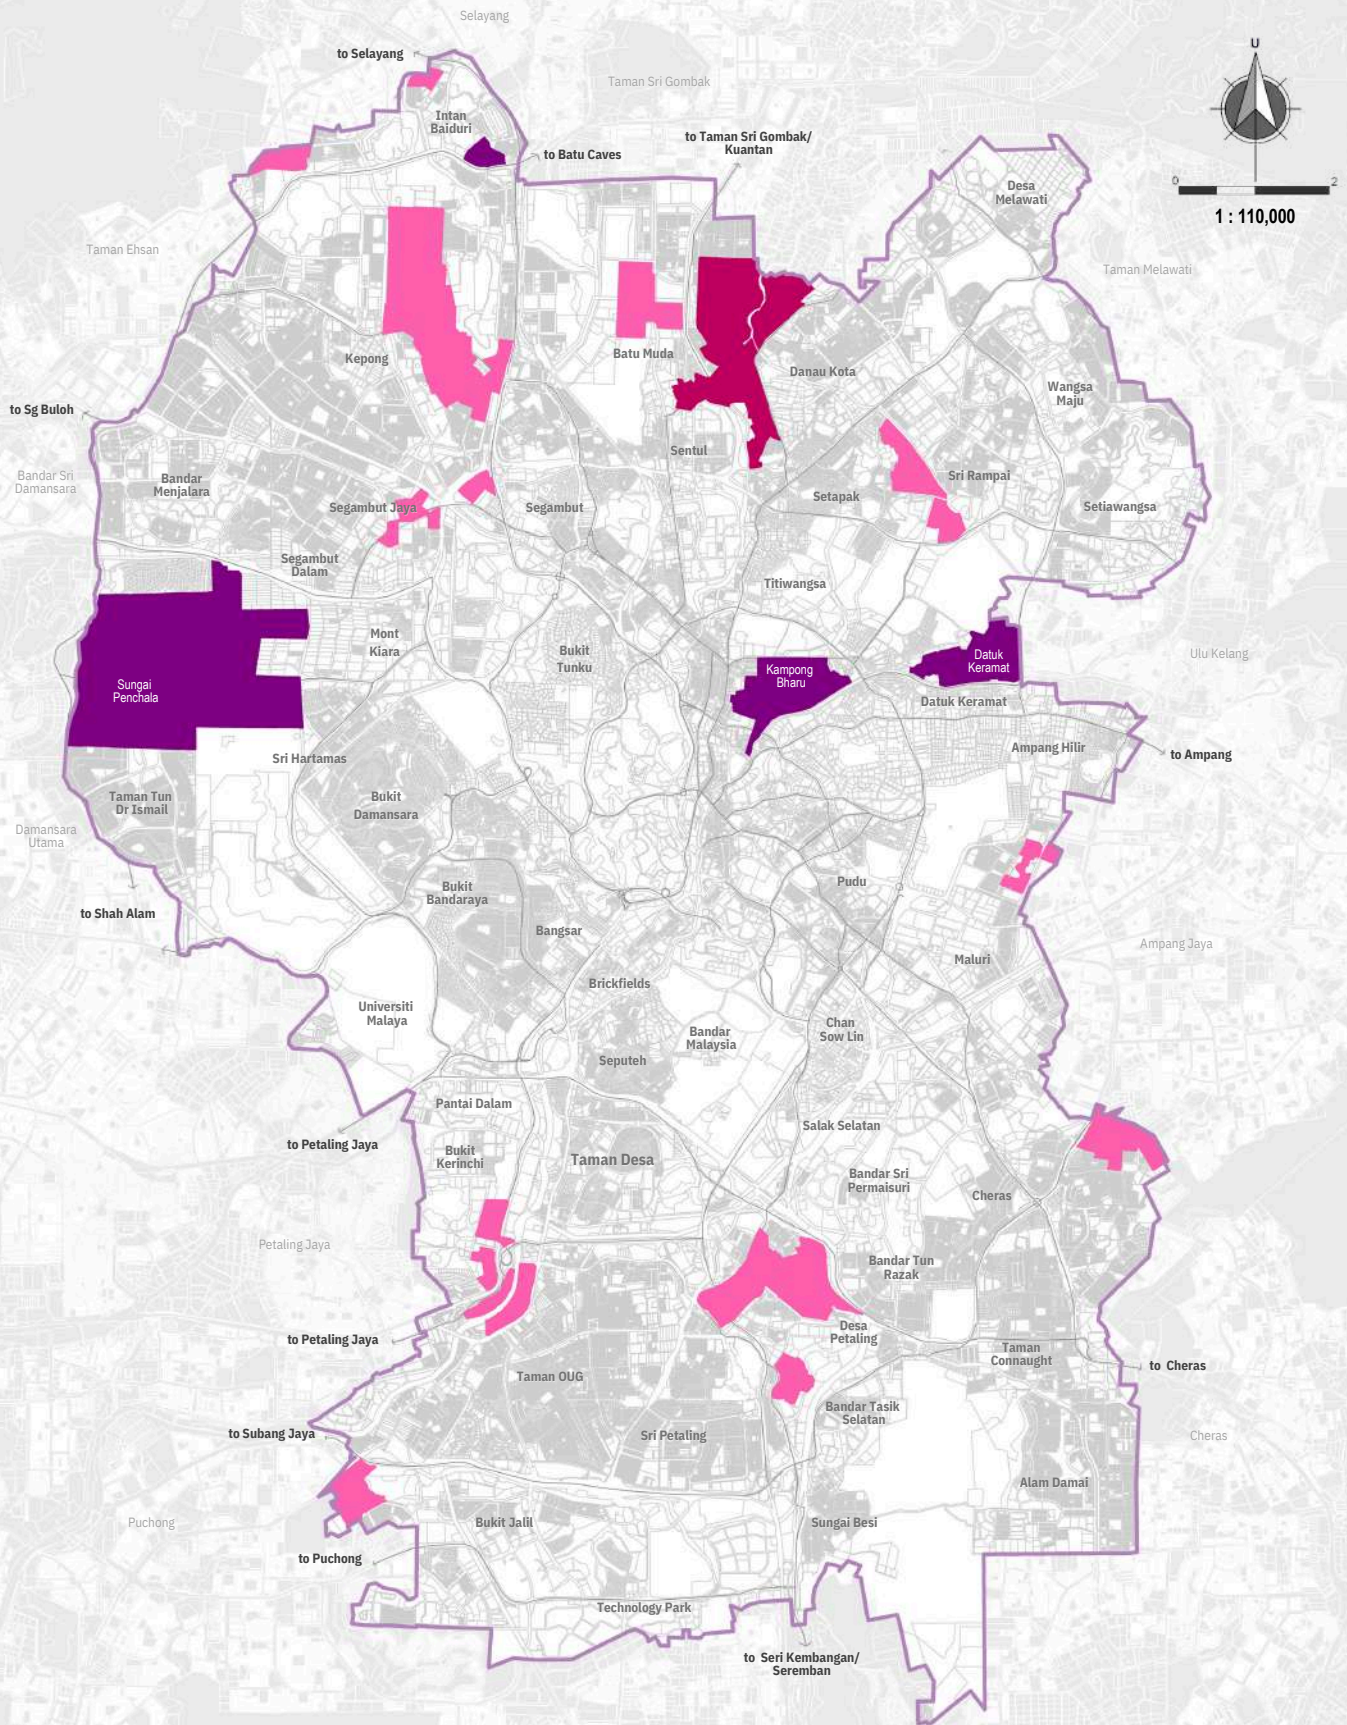 Selayang
to Selayang
U
Taman Sri Gombak
Intan
Baiduri
to Taman Sri Gombak/
Kuantan
to Batu Caves
0
2
1 : 110,000
Desa
Melawati
Taman Ehsan
Taman Melawati
Kepong
Batu Muda
Danau Kota
Wangsa
Maju
to Sg Buloh
Sentul
Bandar Sri
Damansara
Bandar
Menjalara
Sri Rampai
Setapak
Segambut Jaya
Segambut
Setiawangsa
Segambut
Dalam
Titiwangsa
Mont
Kiara
Bukit
Tunku
Kampong
Bharu
Datuk
Keramat
Ulu Kelang
Sungai
Penchala
Datuk Keramat
Ampang Hilir
to Ampang
Sri Hartamas
Taman Tun
Dr Ismail
Bukit
Damansara
Damansara
Utama
Pudu
Bukit
Bandaraya
to Shah Alam
Bangsar
Ampang Jaya
Maluri
Brickfields
Universiti
Malaya
Bandar
Malaysia
Chan
Sow Lin
Seputeh
Pantai Dalam
Salak Selatan
to Petaling Jaya
Bukit
Kerinchi
Taman Desa
Bandar Sri
Permaisuri
Cheras
Petaling Jaya
Bandar Tun
Razak
to Petaling Jaya
Desa
Petaling
Taman
Connaught
to Cheras
Taman OUG
Bandar Tasik
Selatan
to Subang Jaya
Sri Petaling
Cheras
Alam Damai
Puchong
Bukit Jalil
Sungai Besi
to Puchong
Technology Park
to Seri Kembangan/
Seremban